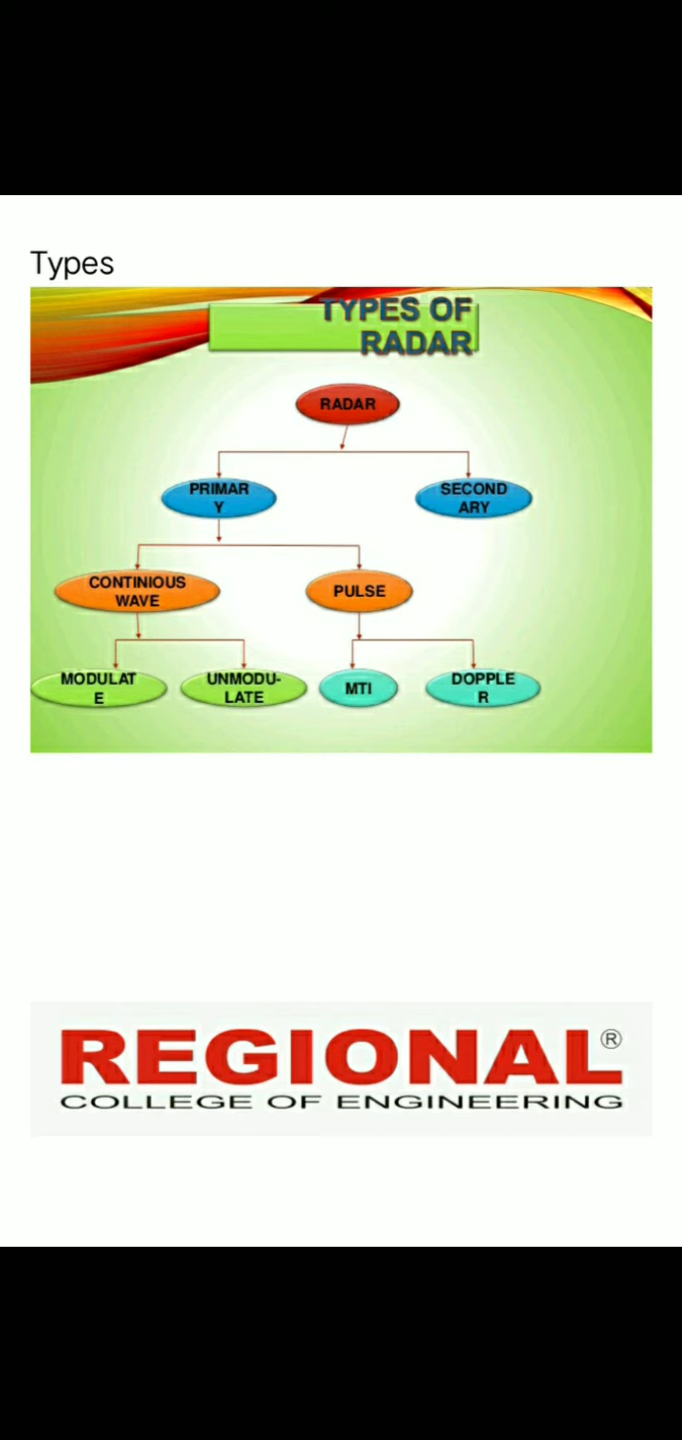 Types
TYPES OF
RADAR
RADAR
PRIMAR
Y
SECOND
ARY
CONTINIOUS
WAVE
PULSE
MODULAT
E
UNMODU-
LATE
MTI
DOPPLE
R
REGIONAL®
COLLEGE OF ENGINEERING